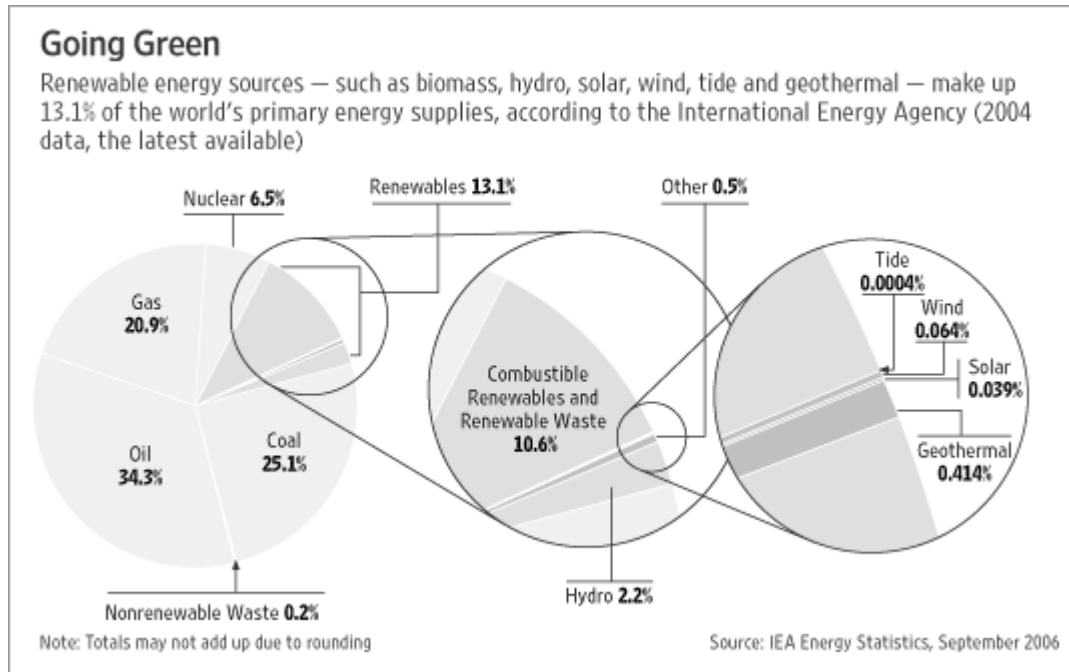 Going Green
Renewable energy sources — such as biomass, hydro, solar, wind, tide and geothermal — make up
13.1% of the world's primary energy supplies, according to the International Energy Agency (2004
data, the latest available)
Nuclear 6.5%
Renewables 13.1%
Other 0.5%
Gas
20.9%
Oil
34.3%
Coal
25.1%
Nonrenewable Waste 0.2%
Combustible
Renewables and
Renewable Waste
10.6%
Hydro 2.2%
Tide
0.0004%
Wind
0.064%
Solar
0.039%
Geothermal
0.414%
Note: Totals may not add up due to rounding
Source: IEA Energy Statistics, September 2006